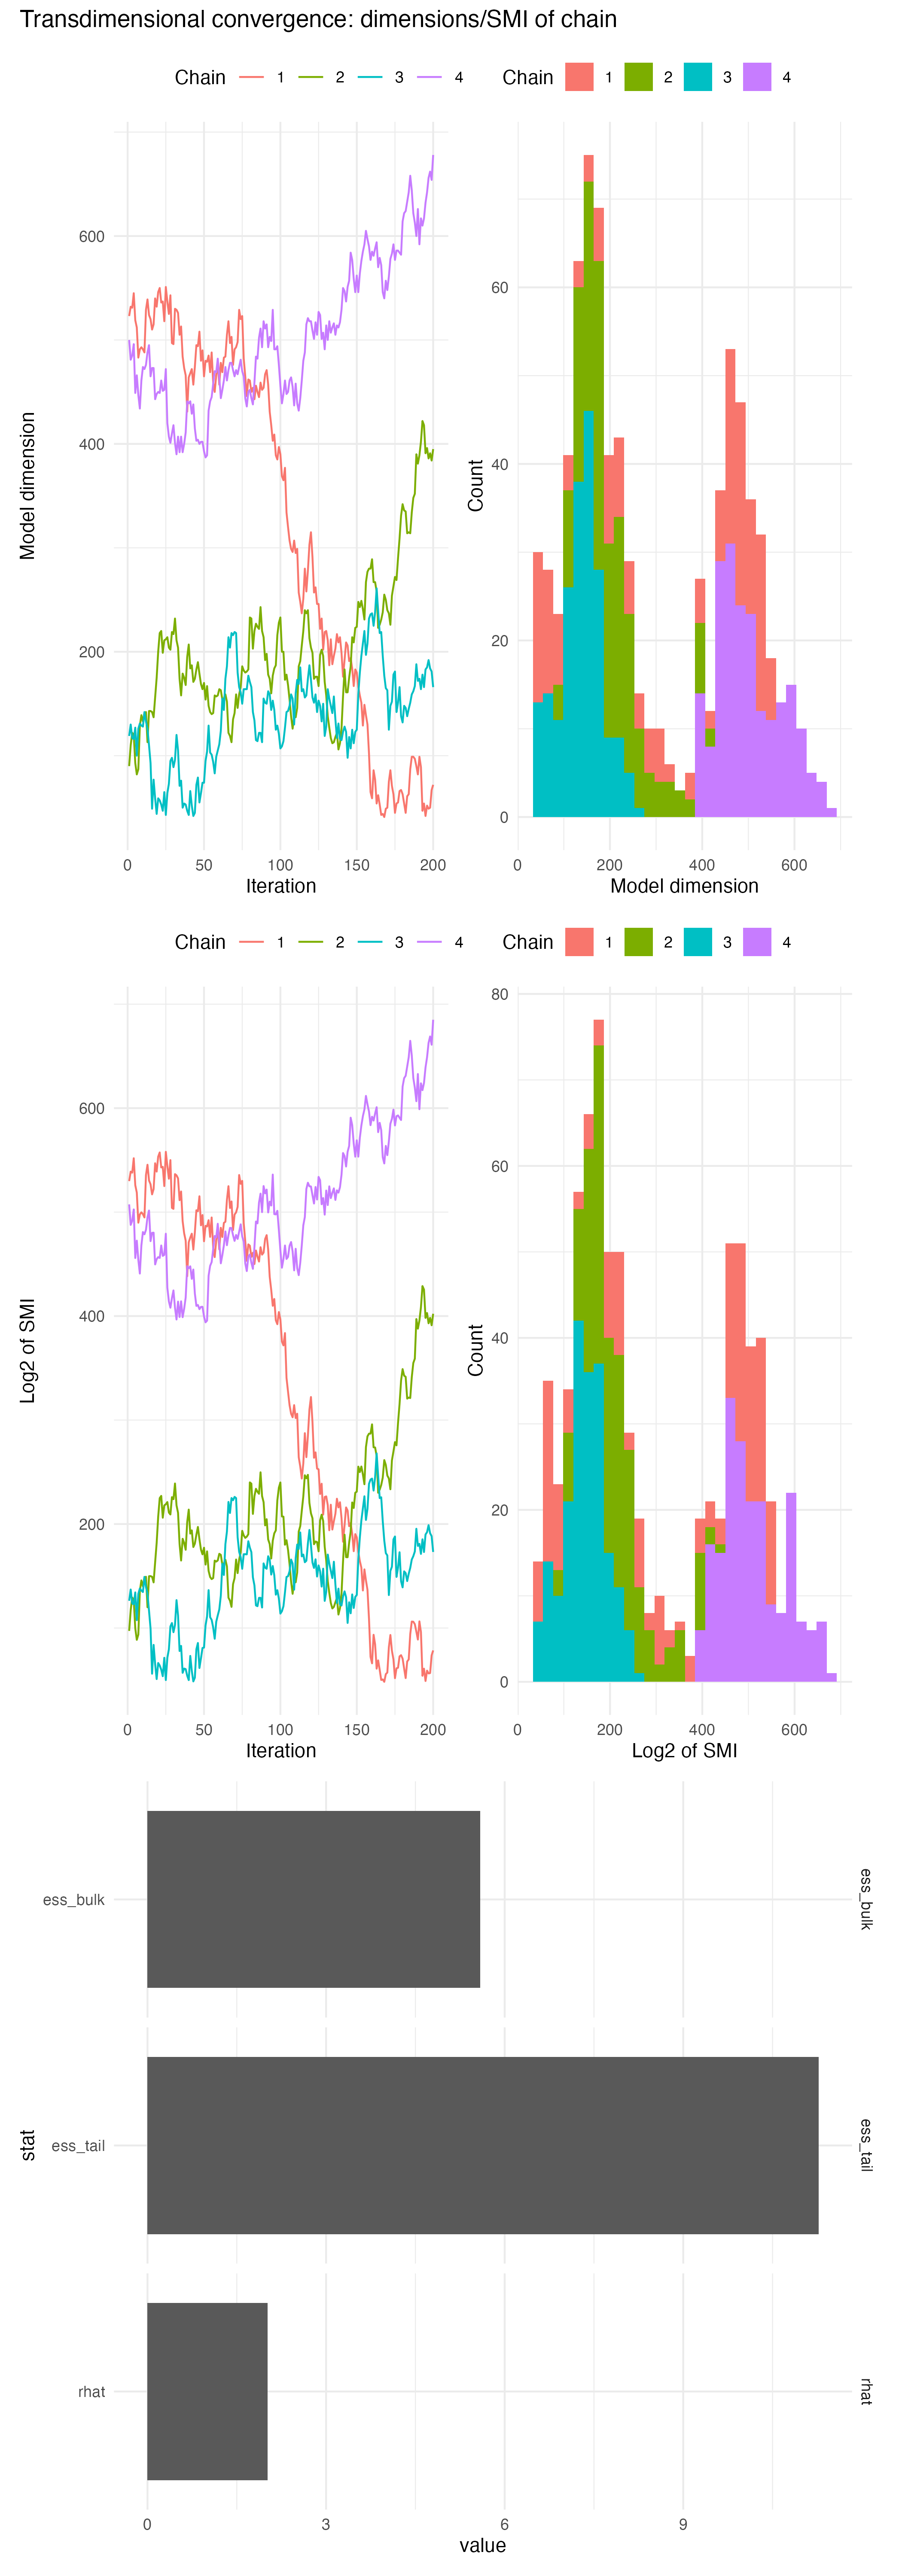 Transdimensional convergence: dimensions/SMI of chain
Chain 1 2 3 4
Chain 1 2 3 4
Model dimension
600
400
200
0 50 100 150 200
Iteration
Count
60
40
20
0
0 200 400 600
Model dimension
Chain 1 2 3 4
Chain 1 2 3 4
Log2 of SMI
600
400
200
0 50 100 150 200
Iteration
Count
80
60
40
20
0
0 200 400 600
Log2 of SMI
stat
ess_bulk
ess_bulk
ess_tail
ess_tail
rhat
rhat
0 3 6 9
value